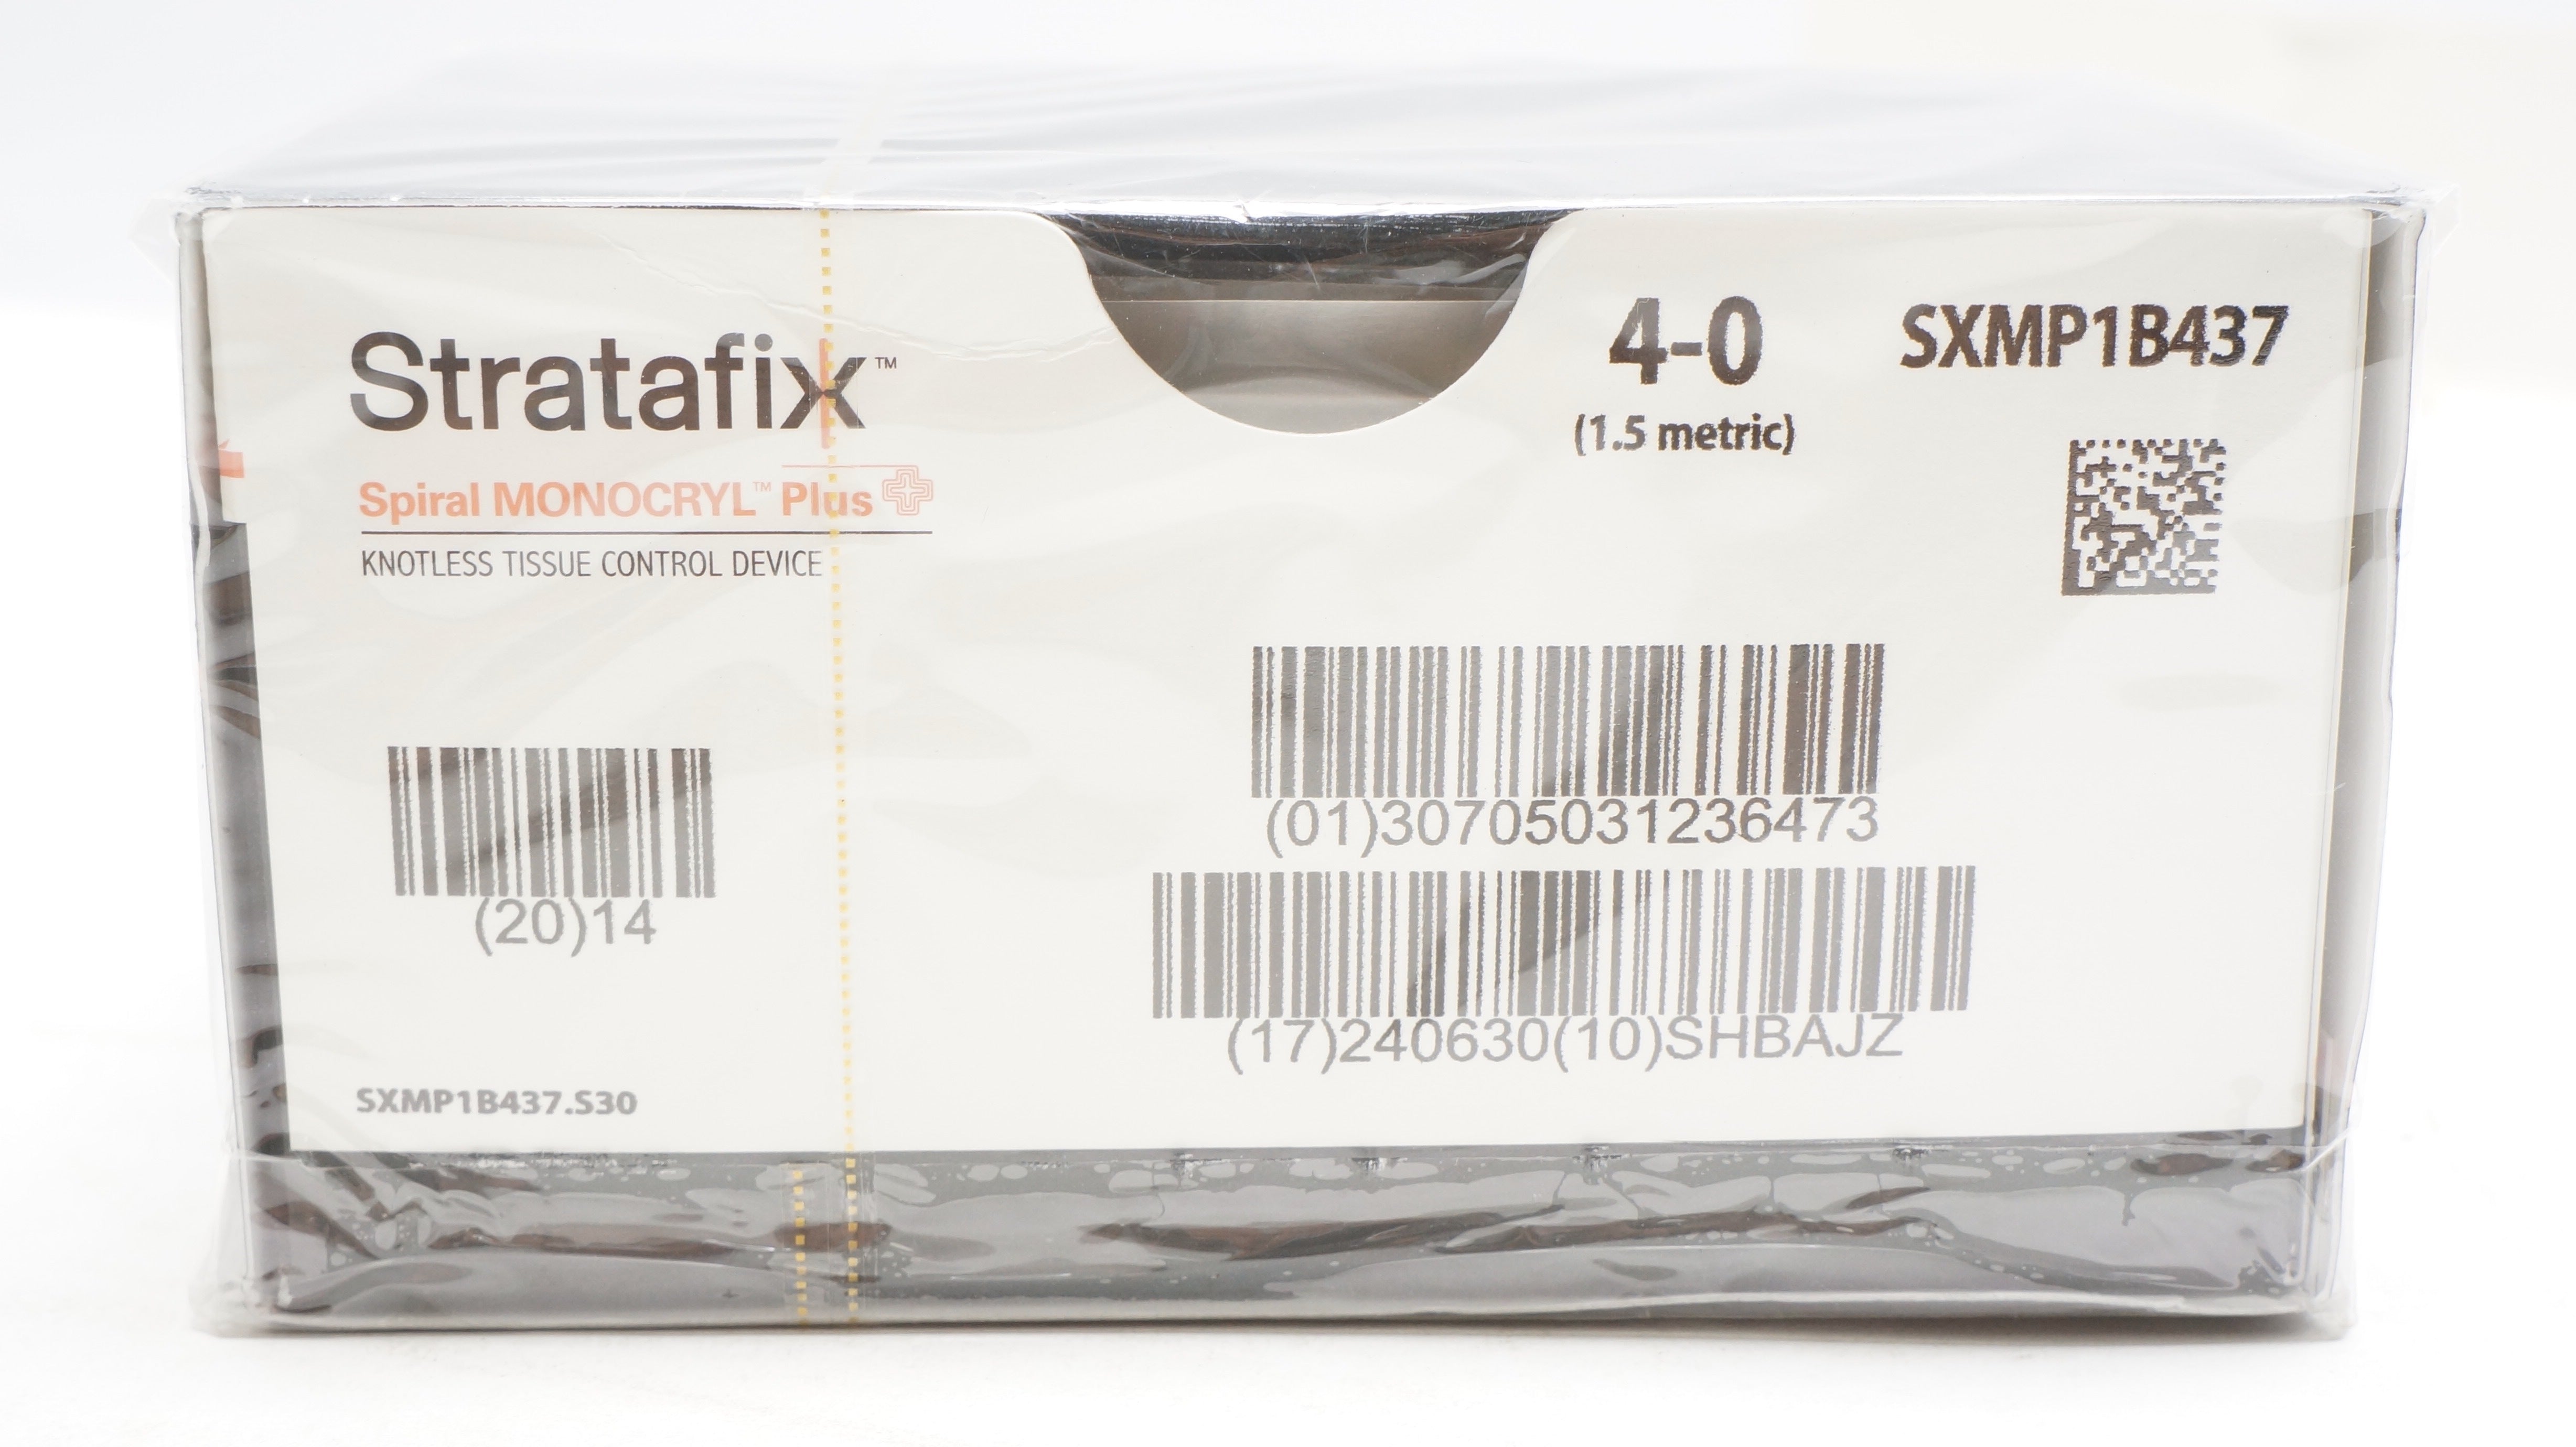 Stratafix™
Spiral MONOCRYL™ Plus
KNOTLESS TISSUE CONTROL DEVICE
4-0
(1.5 metric)
SXMP1B437
(01)30705031236473
(20)14
(17)240630(10)SHBAJZ
SXMP1B437.S30